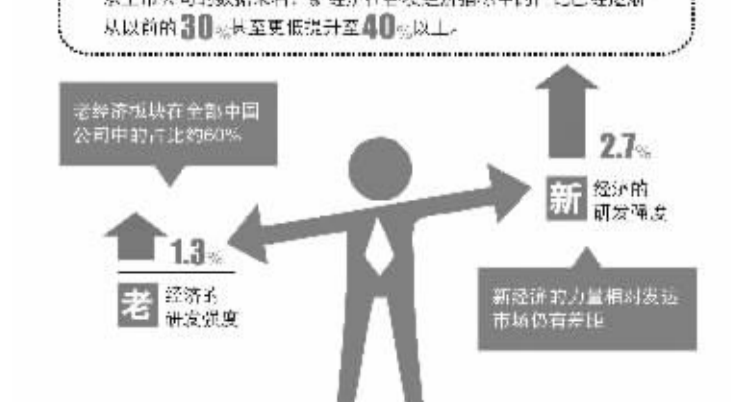 从以前的30%甚至更低提升至40%以上。
老经济板块在全部中国
公司中的占比约60%
2.7%
新 经济的
研发强度
1.3%
老 经济的
研发强度
新经济的力量相对发达
市场仍有差距